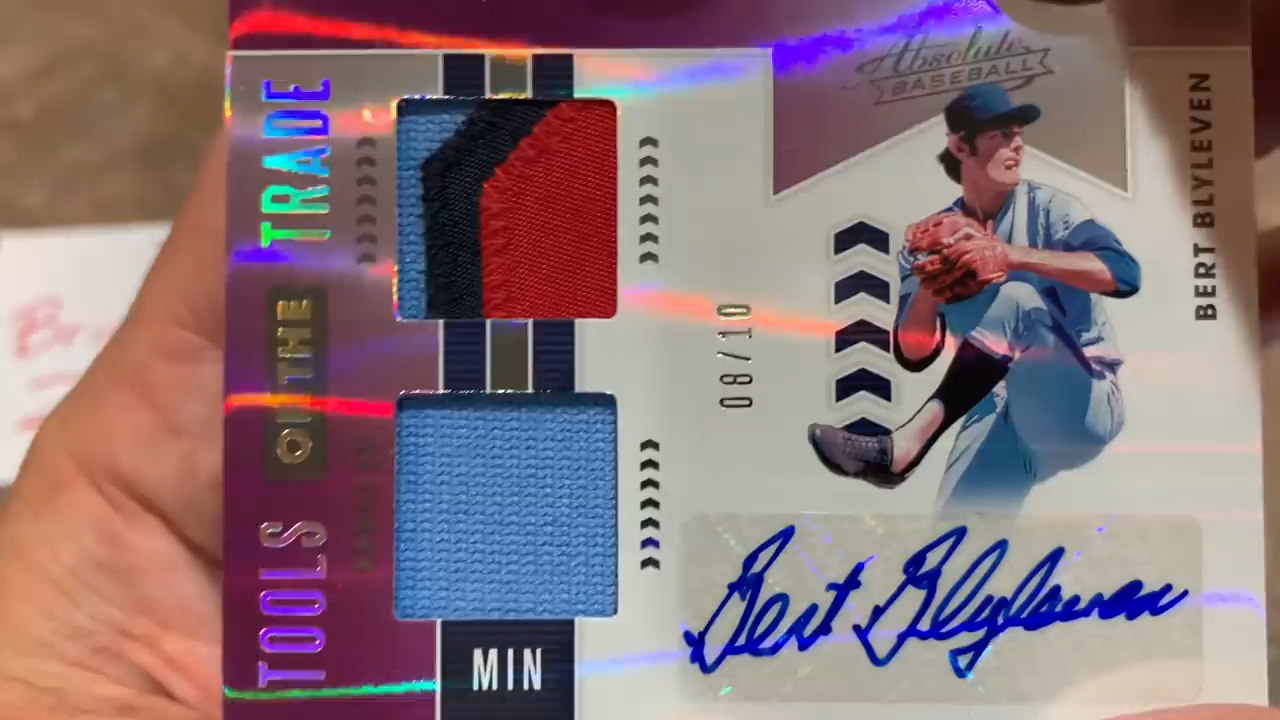 TOOLS OF THE TRADE
Absolute
BASEBALL
BERT BLYLEVEN
08/10
MIN
Bert Blyleven